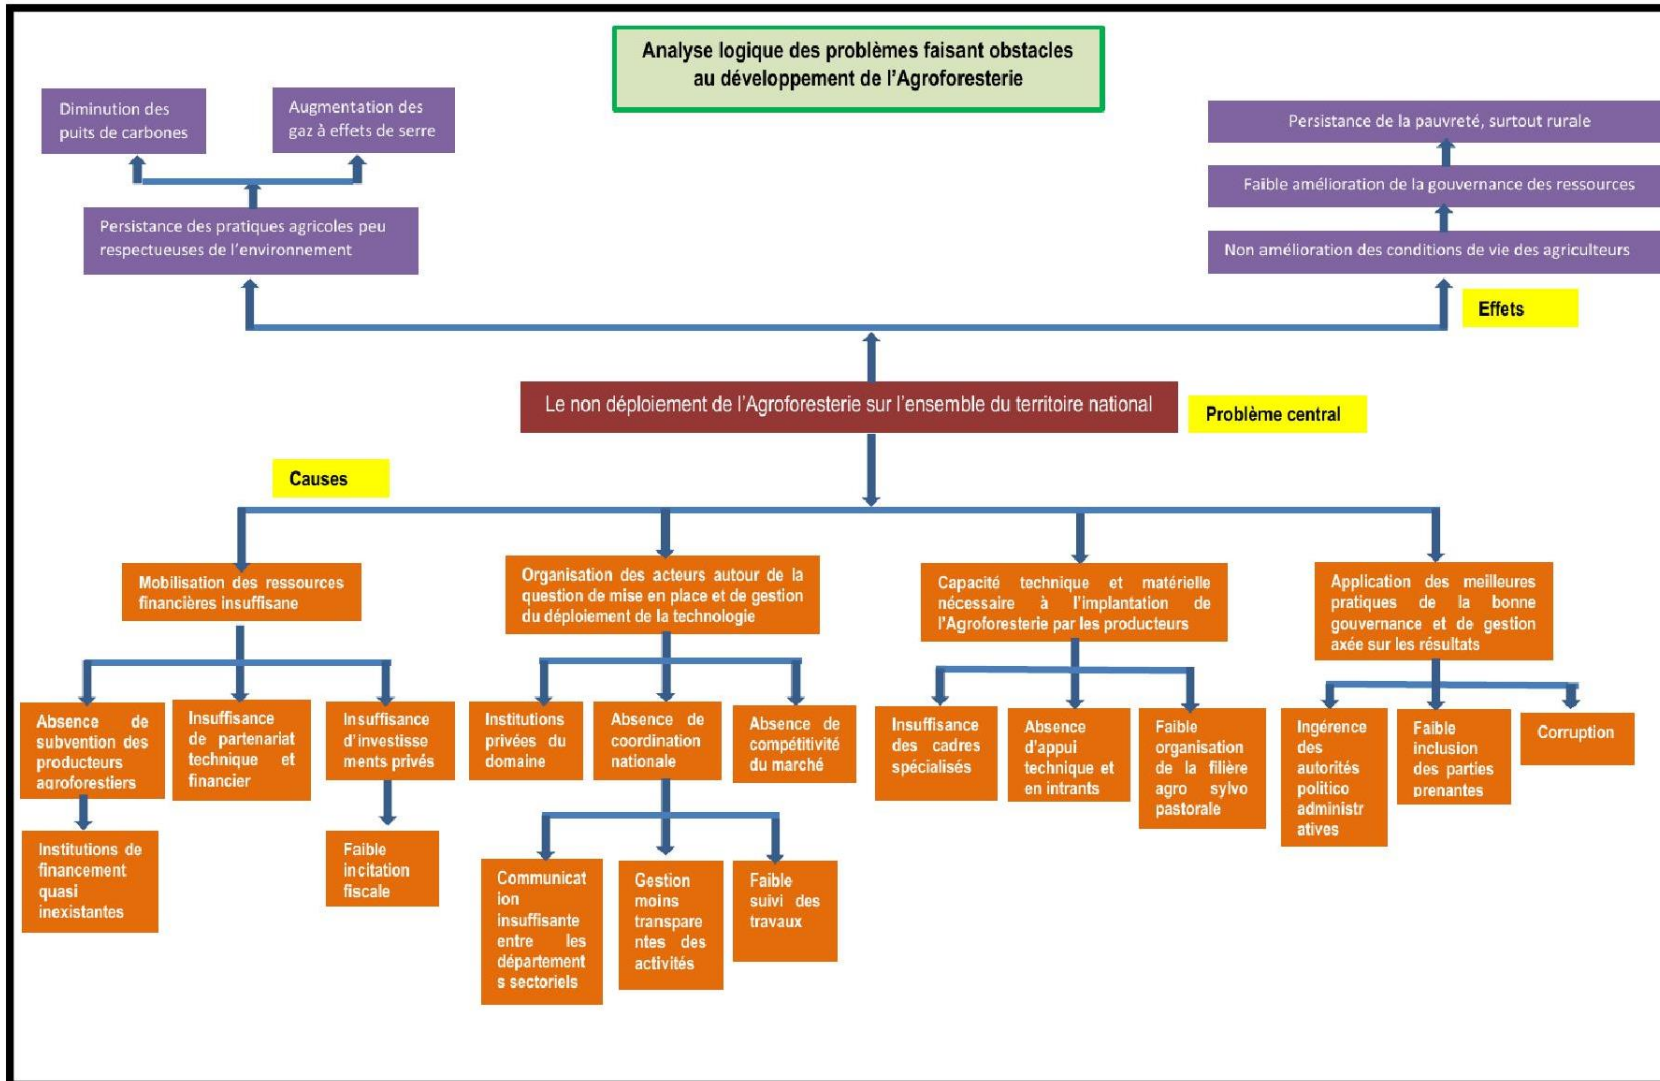 Analyse logique des problèmes faisant obstacles
au développement de l'Agroforesterie
Diminution des
puits de carbones
Augmentation des
gaz à effets de serre
Persistance des pratiques agricoles peu
respectueuses de l'environnement
Persistance de la pauvreté, surtout rurale
Faible amélioration de la gouvernance des ressources
Non amélioration des conditions de vie des agriculteurs
Effets
Le non déploiement de l'Agroforesterie sur l'ensemble du territoire national
Problème central
Causes
Mobilisation des ressources
financières insuffisane
Organisation des acteurs autour de la
question de mise en place et de gestion
du déploiement de la technologie
Capacité technique et matérielle
nécessaire à l'implantation de
l'Agroforesterie par les producteurs
Application des meilleures
pratiques de la bonne
gouvernance et de gestion
axée sur les résultats
Absence de
subvention des
producteurs
agroforestiers
Insuffisance
de partenariat
technique et
financier
Insuffisance
d'investisse
ments privés
Institutions
privées du
domaine
Absence de
coordination
nationale
Absence de
compétitivité
du marché
Insuffisance
des cadres
spécialisés
Absence
d'appui
technique et
en intrants
Faible
organisation
de la filière
agro sylvo
pastorale
Ingérence
des
autorités
politico
administr
atives
Faible
inclusion
des parties
prenantes
Corruption
Institutions de
financement
quasi
inexistantes
Faible
incitation
fiscale
Communicat
ion
insuffisante
entre les
département
s sectoriels
Gestion
moins
transpare
ntes des
activités
Faible
suivi des
travaux